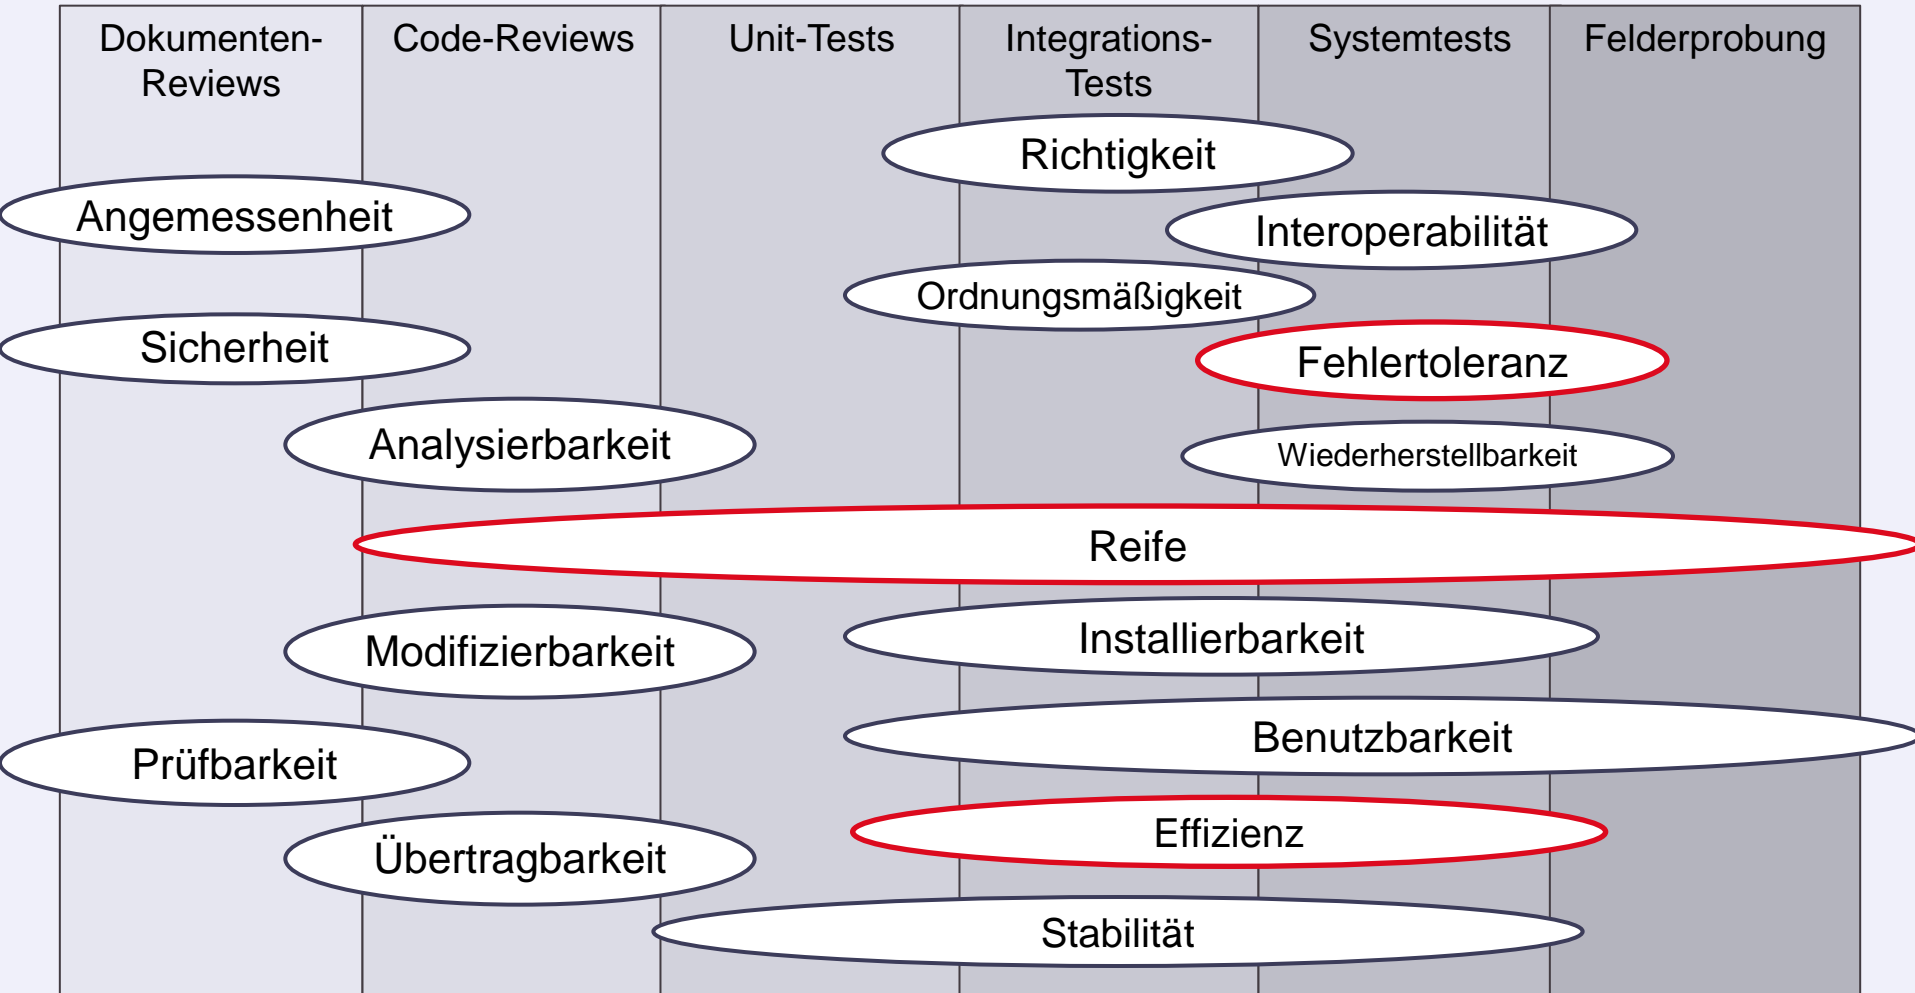 Dokumenten-
Reviews
Code-Reviews
Unit-Tests
Integrations-
Tests
Systemtests
Felderprobung
Richtigkeit
Angemessenheit
Interoperabilität
Ordnungsmäßigkeit
Sicherheit
Fehlertoleranz
Analysierbarkeit
Wiederherstellbarkeit
Reife
Installierbarkeit
Modifizierbarkeit
Benutzbarkeit
Prüfbarkeit
Effizienz
Übertragbarkeit
Stabilität